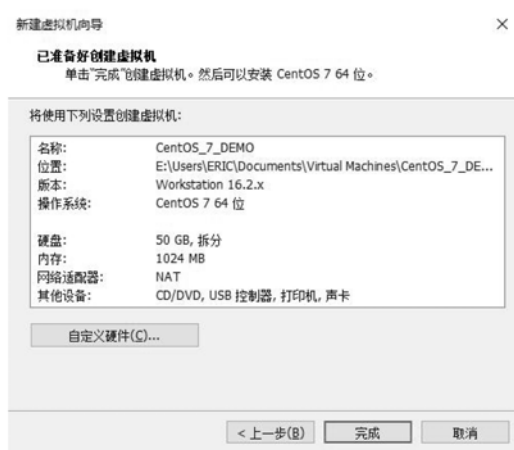 新建虚拟机向导
已准备好创建虚拟机
单击"完成"创建虚拟机。然后可以安装 CentOS 7 64 位。
将使用下列设置创建虚拟机:
名称: CentOS_7_DEMO
位置: E:\Users\ERIC\Documents\Virtual Machines\CentOS_7_DE...
版本: Workstation 16.2.x
操作系统: CentOS 7 64 位
硬盘: 50 GB, 拆分
内存: 1024 MB
网络适配器: NAT
其他设备: CD/DVD, USB 控制器, 打印机, 声卡
自定义硬件(C)...
< 上一步(B) 完成 取消